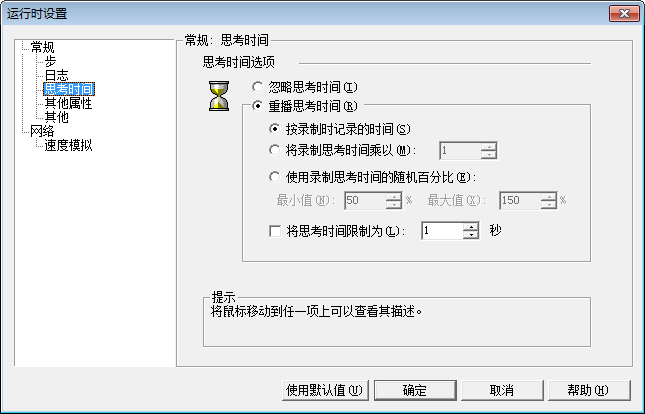 运行时设置
常规
步
日志
思考时间
其他属性
其他
网络
速度模拟
常规: 思考时间
思考时间选项
忽略思考时间(I)
重播思考时间(R)
按录制时记录的时间(S)
将录制思考时间乘以(M): 1
使用录制思考时间的随机百分比(E):
最小值(N): 50 % 最大值(X): 150 %
将思考时间限制为(L): 1 秒
提示
将鼠标移动到任一项上可以查看其描述。
使用默认值(U) 确定 取消 帮助(H)